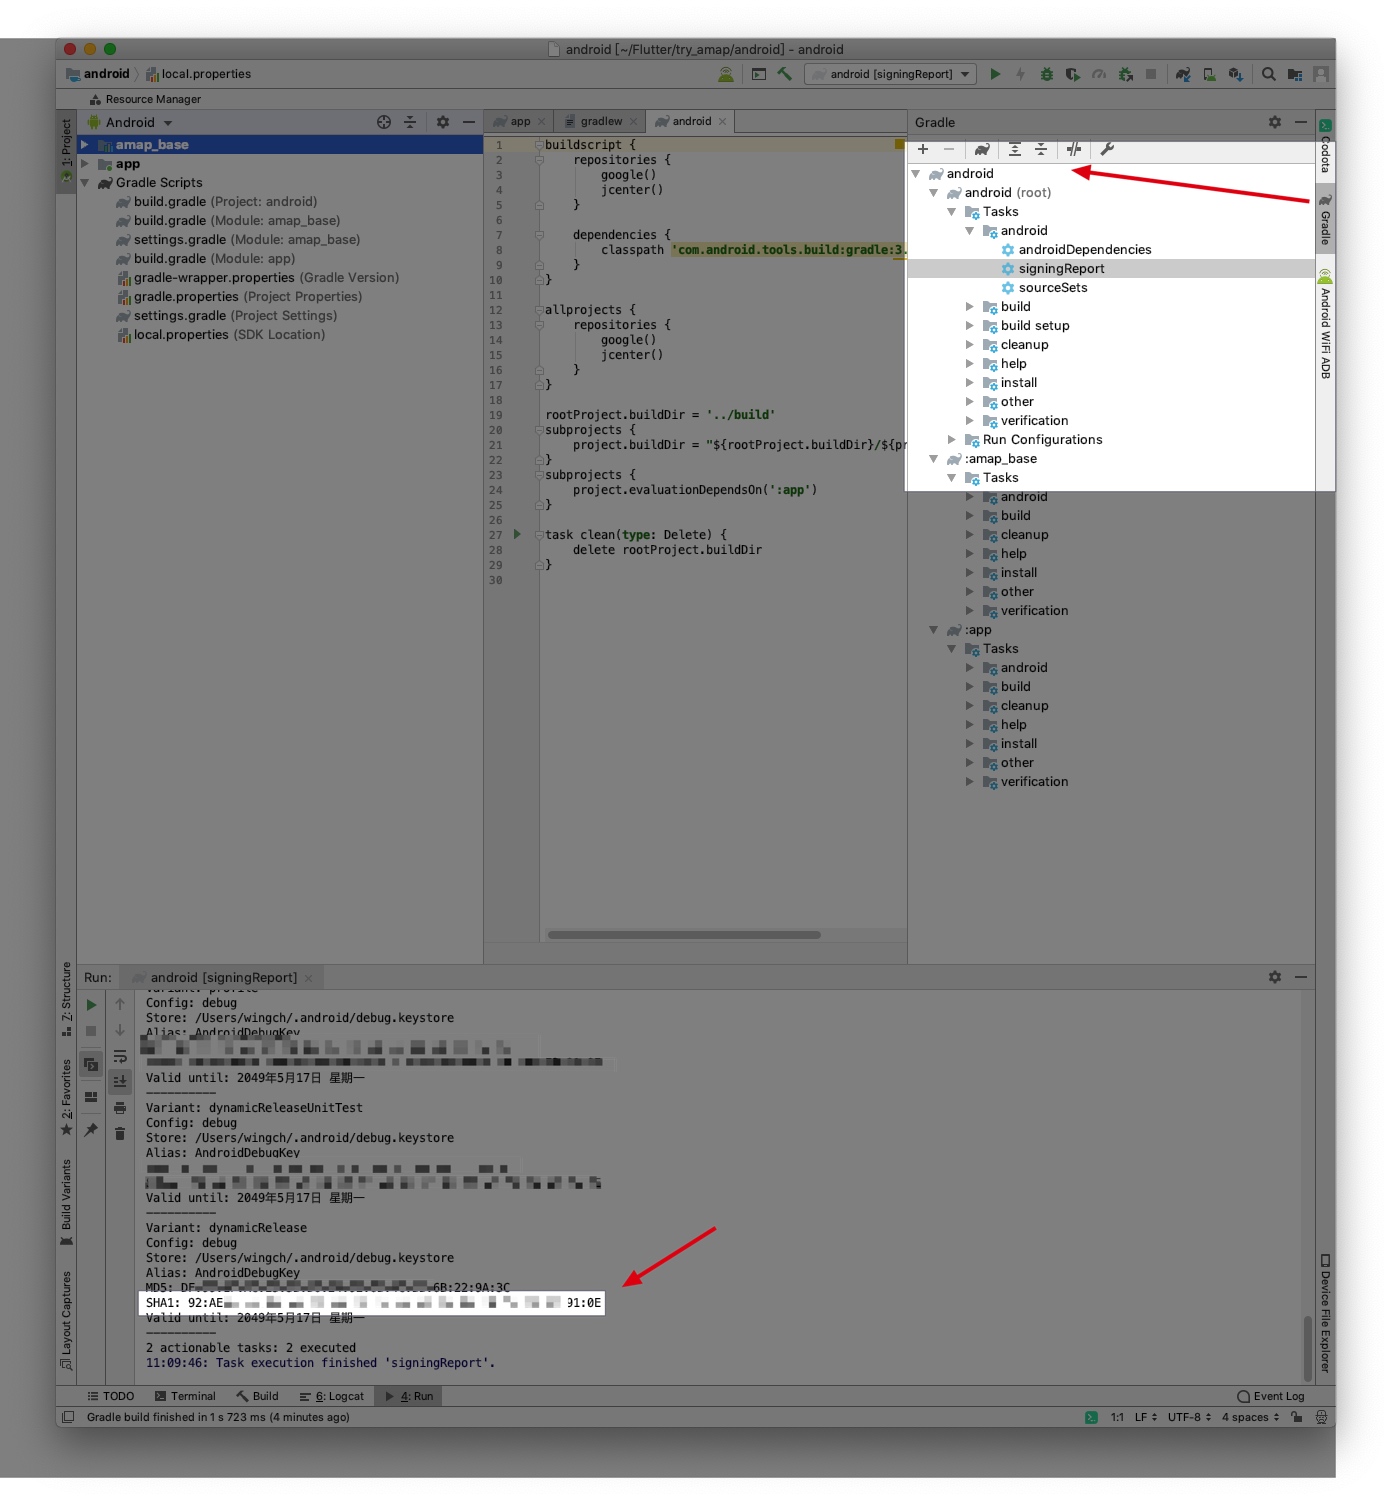 android [~/Flutter/try_amap/android] - android
android
local.properties
android [signingReport]
Resource Manager
1: Project
Android
amap_base
app
Gradle Scripts
build.gradle (Project: android)
build.gradle (Module: amap_base)
settings.gradle (Module: amap_base)
build.gradle (Module: app)
gradle-wrapper.properties (Gradle Version)
gradle.properties (Project Properties)
settings.gradle (Project Settings)
local.properties (SDK Location)
app
gradlew
android
1 buildscript {
2 repositories {
3 google()
4 jcenter()
5 }
6
7 dependencies {
8 classpath 'com.android.tools.build:gradle:3.
9 }
10 }
11
12 allprojects {
13 repositories {
14 google()
15 jcenter()
16 }
17 }
18
19 rootProject.buildDir = '../build'
20 subprojects {
21 project.buildDir = "${rootProject.buildDir}/${pr
22 }
23 subprojects {
24 project.evaluationDependsOn(':app')
25 }
26
27 task clean(type: Delete) {
28 delete rootProject.buildDir
29 }
30
Gradle
android
android (root)
Tasks
android
androidDependencies
signingReport
sourceSets
build
build setup
cleanup
help
install
other
verification
Run Configurations
:amap_base
Tasks
android
build
cleanup
help
install
other
verification
:app
Tasks
android
build
cleanup
help
install
other
verification
Codota
Gradle
Android WiFi ADB
Device File Explorer
7: Structure
2: Favorites
Build Variants
Layout Captures
Run:
android [signingReport]
Variant: profile
Config: debug
Store: /Users/wingch/.android/debug.keystore
Alias: AndroidDebugKey
Valid until: 2049年5月17日 星期一
----------
Variant: dynamicReleaseUnitTest
Config: debug
Store: /Users/wingch/.android/debug.keystore
Alias: AndroidDebugKey
Valid until: 2049年5月17日 星期一
----------
Variant: dynamicRelease
Config: debug
Store: /Users/wingch/.android/debug.keystore
Alias: AndroidDebugKey
MD5: DF 6B:22:9A:3C
SHA1: 92:AE 91:0E
Valid until: 2049年5月17日 星期一
----------
2 actionable tasks: 2 executed
11:09:46: Task execution finished 'signingReport'.
TODO
Terminal
Build
6: Logcat
4: Run
Event Log
Gradle build finished in 1 s 723 ms (4 minutes ago)
1:1
LF
UTF-8
4 spaces